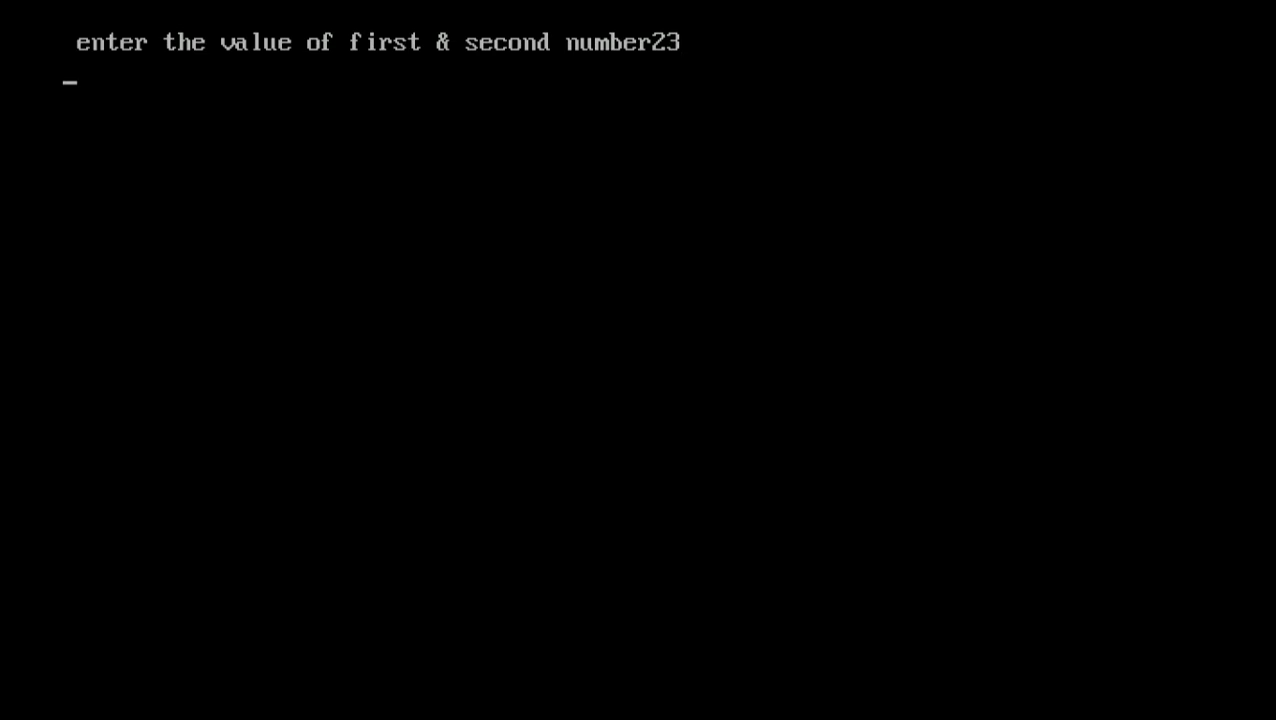 enter the value of first & second number23
_